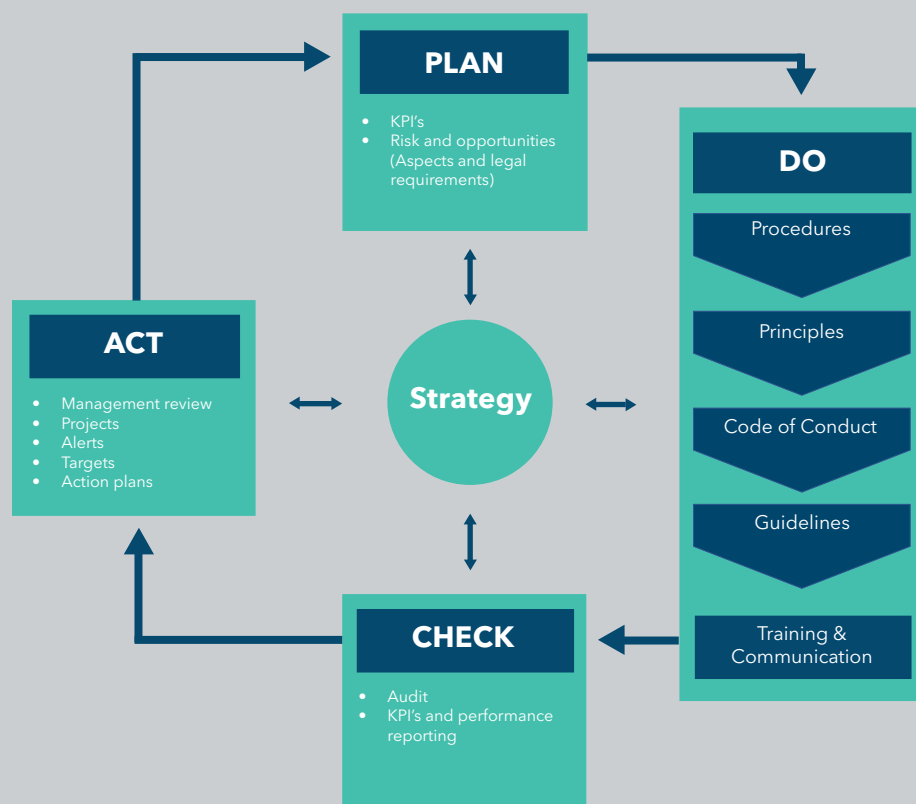 PLAN
• KPI's
• Risk and opportunities
(Aspects and legal
requirements)
DO
Procedures
Principles
Code of Conduct
Guidelines
Training &
Communication
Strategy
ACT
• Management review
• Projects
• Alerts
• Targets
• Action plans
CHECK
• Audit
• KPI's and performance
reporting